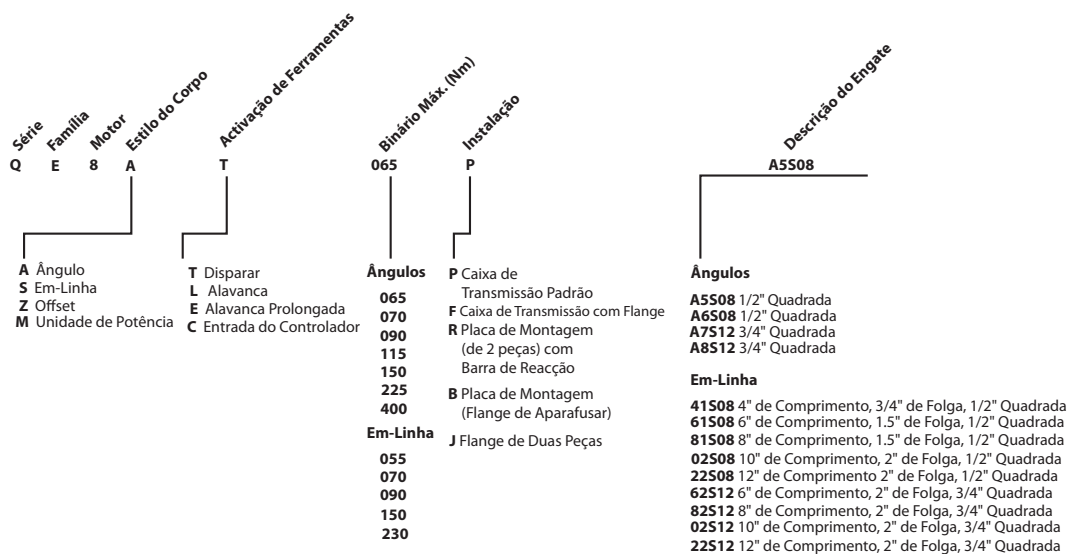 Série
Família
Motor
Estilo do Corpo
Activação de Ferramentas
Binário Máx. (Nm)
Instalação
Descrição do Engate
Q E 8 A T 065 P A5S08
A Ângulo
S Em-Linha
Z Offset
M Unidade de Potência
T Disparar
L Alavanca
E Alavanca Prolongada
C Entrada do Controlador
Ângulos
065
070
090
115
150
225
400
Em-Linha
055
070
090
150
230
P Caixa de
Transmissão Padrão
F Caixa de Transmissão com Flange
R Placa de Montagem
(de 2 peças) com
Barra de Reacção
B Placa de Montagem
(Flange de Aparafusar)
J Flange de Duas Peças
Ângulos
A5S08 1/2" Quadrada
A6S08 1/2" Quadrada
A7S12 3/4" Quadrada
A8S12 3/4" Quadrada
Em-Linha
41S08 4" de Comprimento, 3/4" de Folga, 1/2" Quadrada
61S08 6" de Comprimento, 1.5" de Folga, 1/2" Quadrada
81S08 8" de Comprimento, 1.5" de Folga, 1/2" Quadrada
02S08 10" de Comprimento, 2" de Folga, 1/2" Quadrada
22S08 12" de Comprimento 2" de Folga, 1/2" Quadrada
62S12 6" de Comprimento, 2" de Folga, 3/4" Quadrada
82S12 8" de Comprimento, 2" de Folga, 3/4" Quadrada
02S12 10" de Comprimento, 2" de Folga, 3/4" Quadrada
22S12 12" de Comprimento, 2" de Folga, 3/4" Quadrada